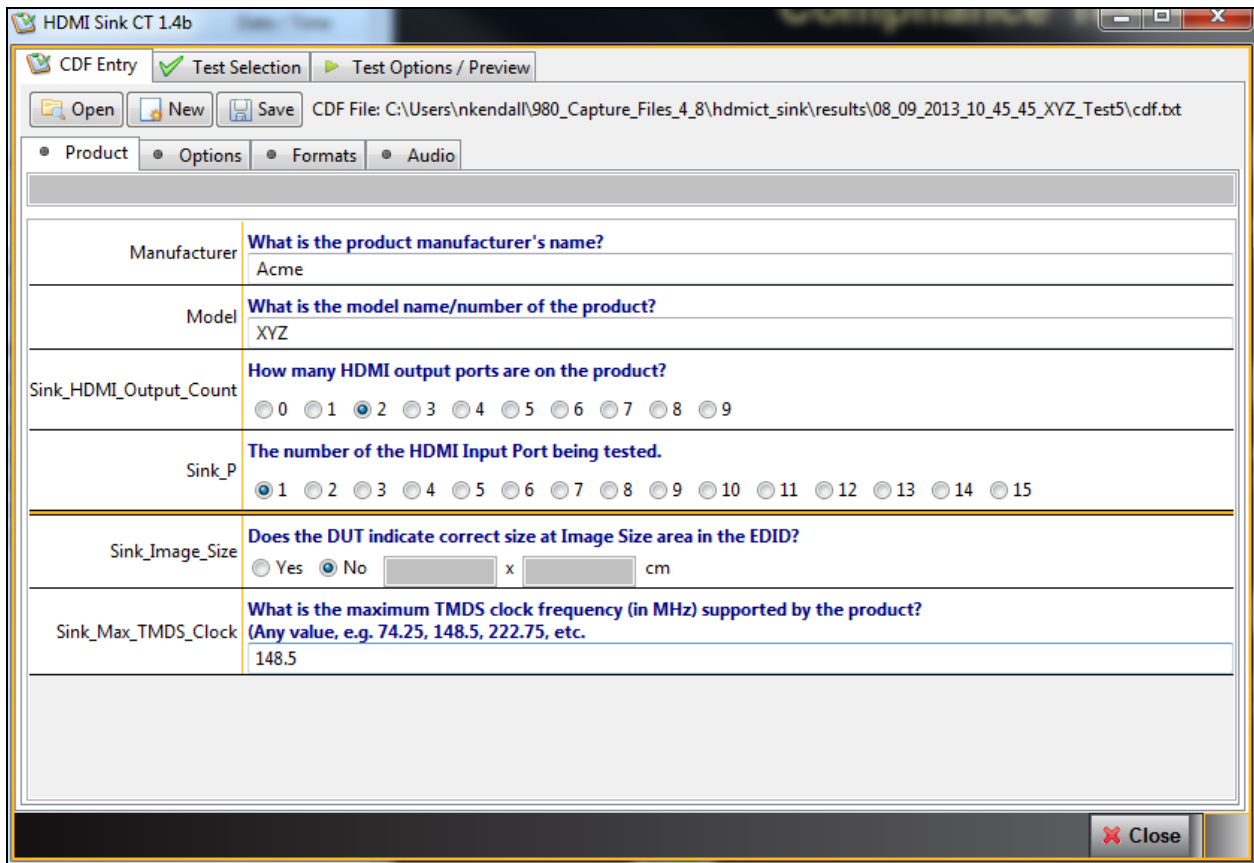 HDMI Sink CT 1.4b
CDF Entry Test Selection Test Options / Preview
Open New Save CDF File: C:\Users\nkendall\980_Capture_Files_4_8\hdmict_sink\results\08_09_2013_10_45_45_XYZ_Test5\cdf.txt
Product Options Formats Audio
Manufacturer What is the product manufacturer's name?
Acme
Model What is the model name/number of the product?
XYZ
Sink_HDMI_Output_Count How many HDMI output ports are on the product?
0 1 2 3 4 5 6 7 8 9
Sink_P The number of the HDMI Input Port being tested.
1 2 3 4 5 6 7 8 9 10 11 12 13 14 15
Sink_Image_Size Does the DUT indicate correct size at Image Size area in the EDID?
Yes No x cm
Sink_Max_TMDS_Clock What is the maximum TMDS clock frequency (in MHz) supported by the product?
(Any value, e.g. 74.25, 148.5, 222.75, etc.
148.5
Close